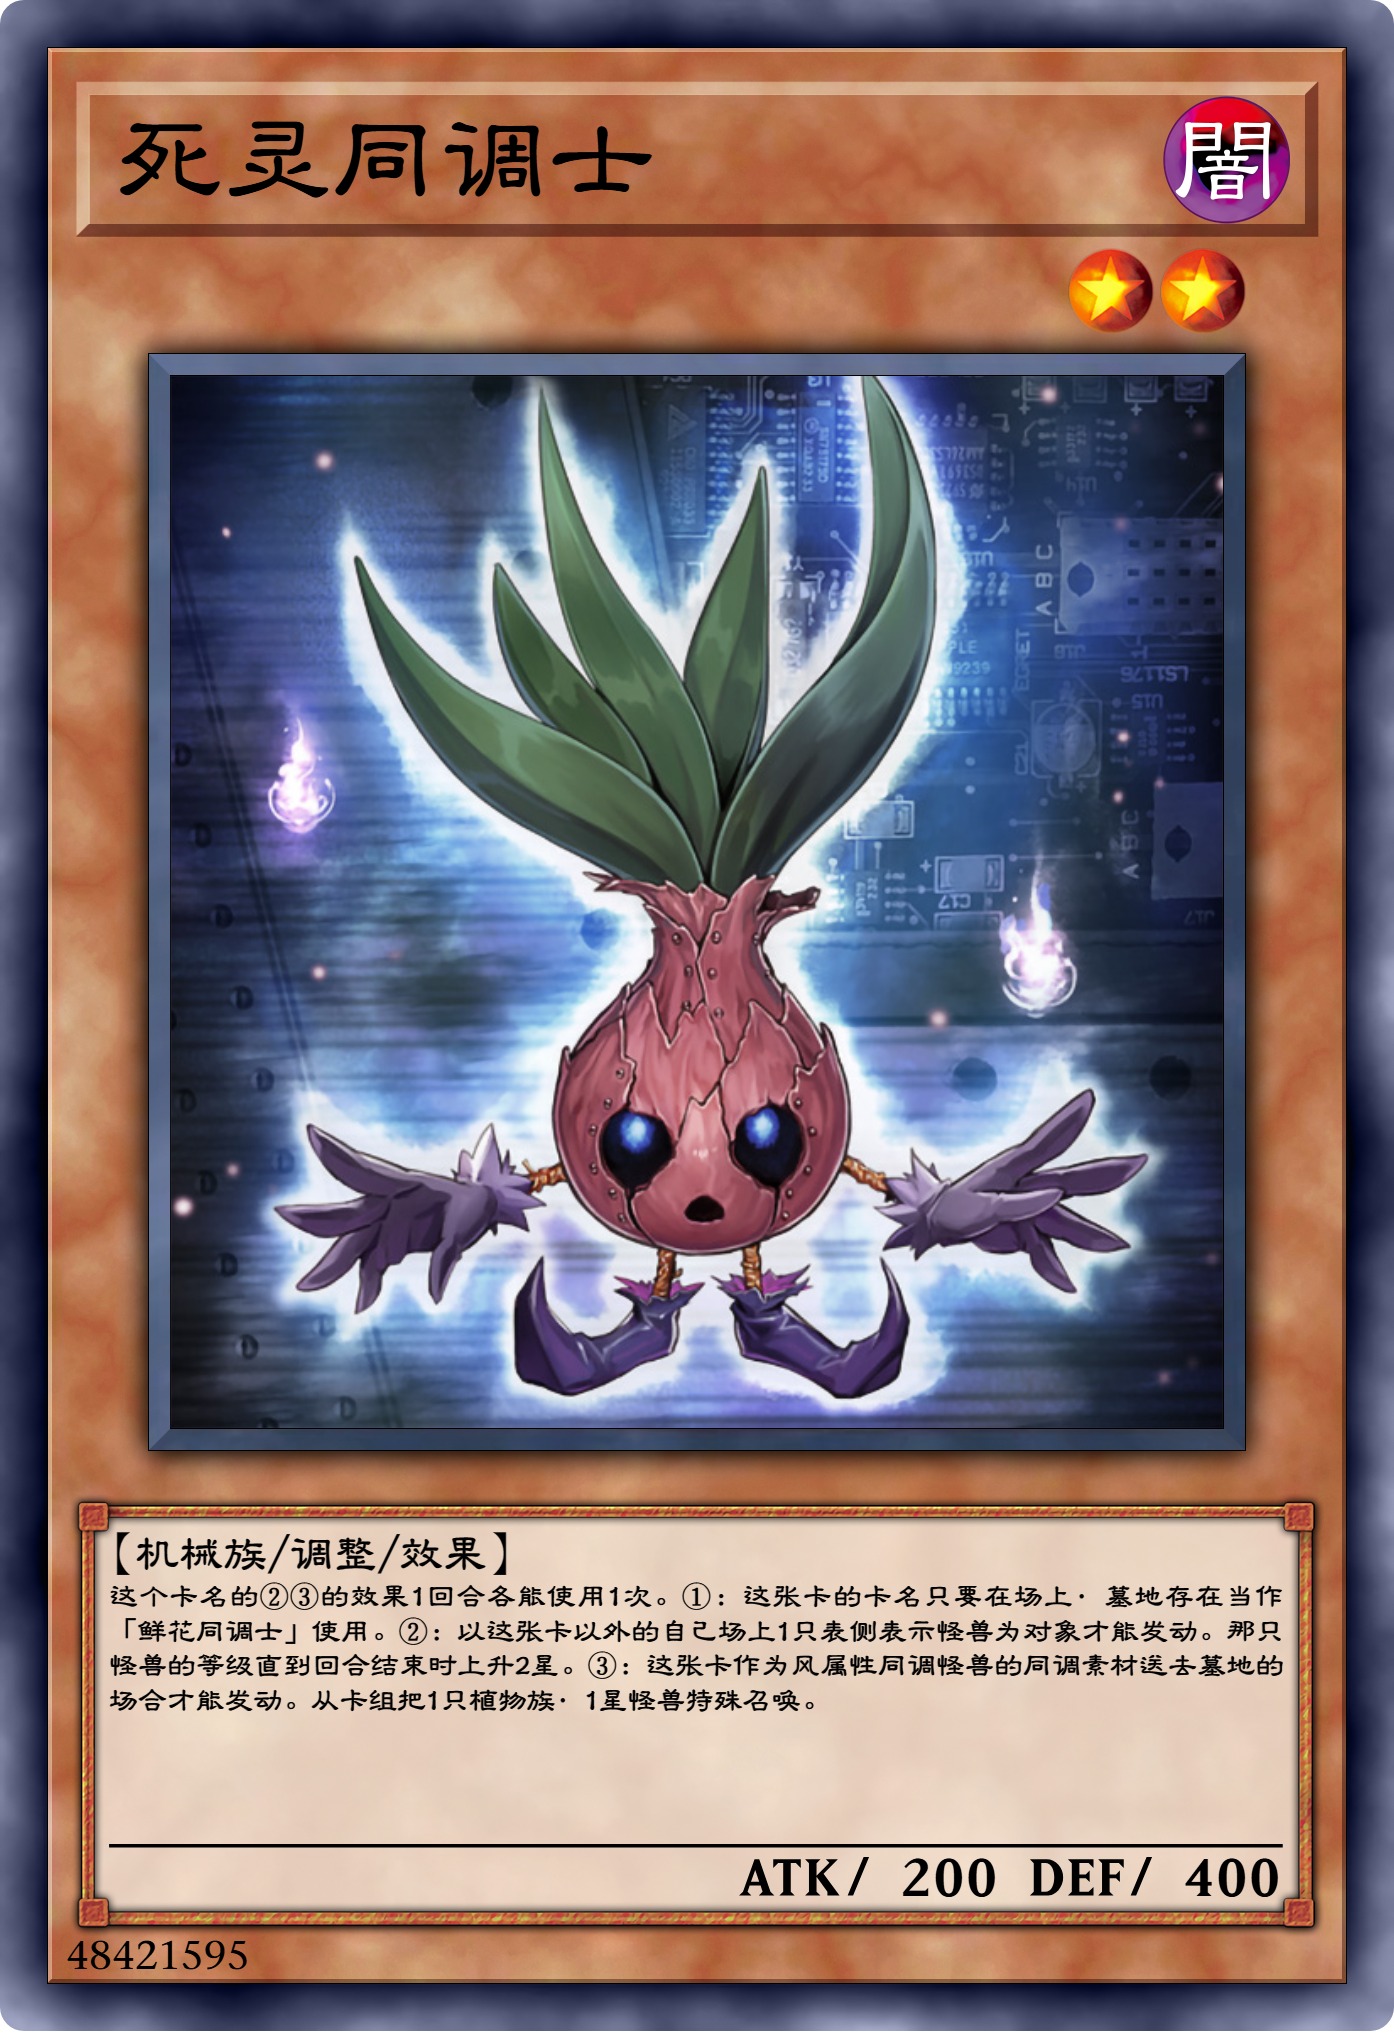 死灵同调士
闇
【机械族/调整/效果】
这个卡名的②③的效果1回合各能使用1次。①：这张卡的卡名只要在场上·墓地存在当作
「鲜花同调士」使用。②：以这张卡以外的自己场上1只表侧表示怪兽为对象才能发动。那只
怪兽的等级直到回合结束时上升2星。③：这张卡作为风属性同调怪兽的同调素材送去墓地的
场合才能发动。从卡组把1只植物族·1星怪兽特殊召唤。
ATK/ 200 DEF/ 400
48421595